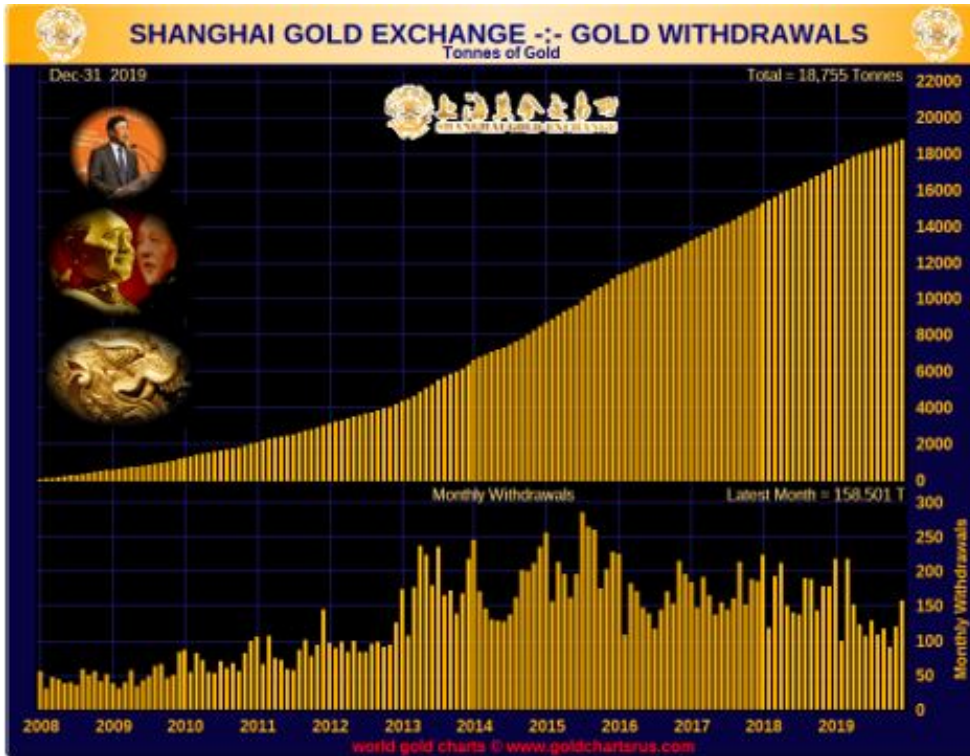 SHANGHAI GOLD EXCHANGE -:- GOLD WITHDRAWALS
Tonnes of Gold
Dec-31 2019
Total = 18,755 Tonnes
SHANGHAI GOLD EXCHANGE
22000
20000
18000
16000
14000
12000
10000
8000
6000
4000
2000
0
Monthly Withdrawals
Latest Month = 158.501 T
300
250
200
150
100
50
0
Monthly Withdrawals
2008 2009 2010 2011 2012 2013 2014 2015 2016 2017 2018 2019
world gold charts © www.goldchartsrus.com